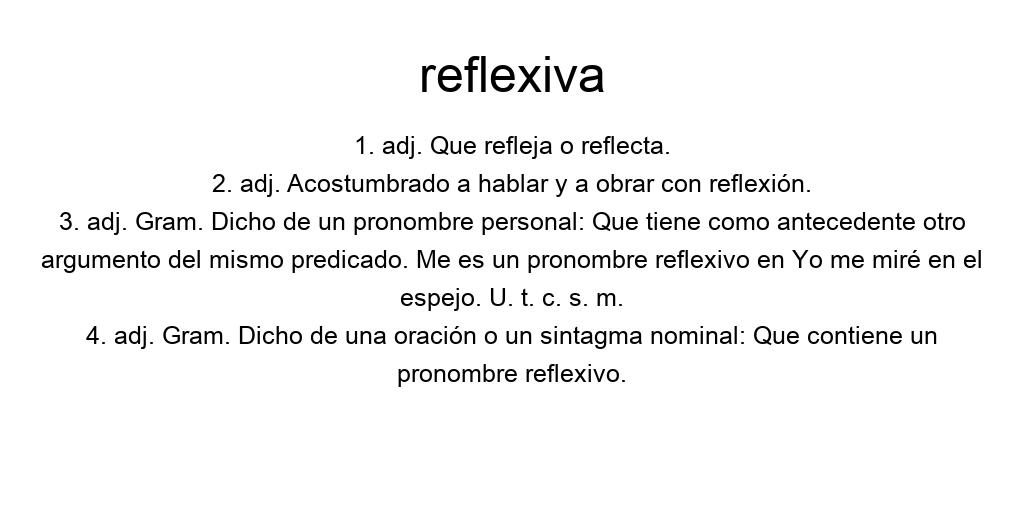 reflexiva
1. adj. Que refleja o reflecta.
2. adj. Acostumbrado a hablar y a obrar con reflexión.
3. adj. Gram. Dicho de un pronombre personal: Que tiene como antecedente otro
argumento del mismo predicado. Me es un pronombre reflexivo en Yo me miré en el
espejo. U. t. c. s. m.
4. adj. Gram. Dicho de una oración o un sintagma nominal: Que contiene un
pronombre reflexivo.